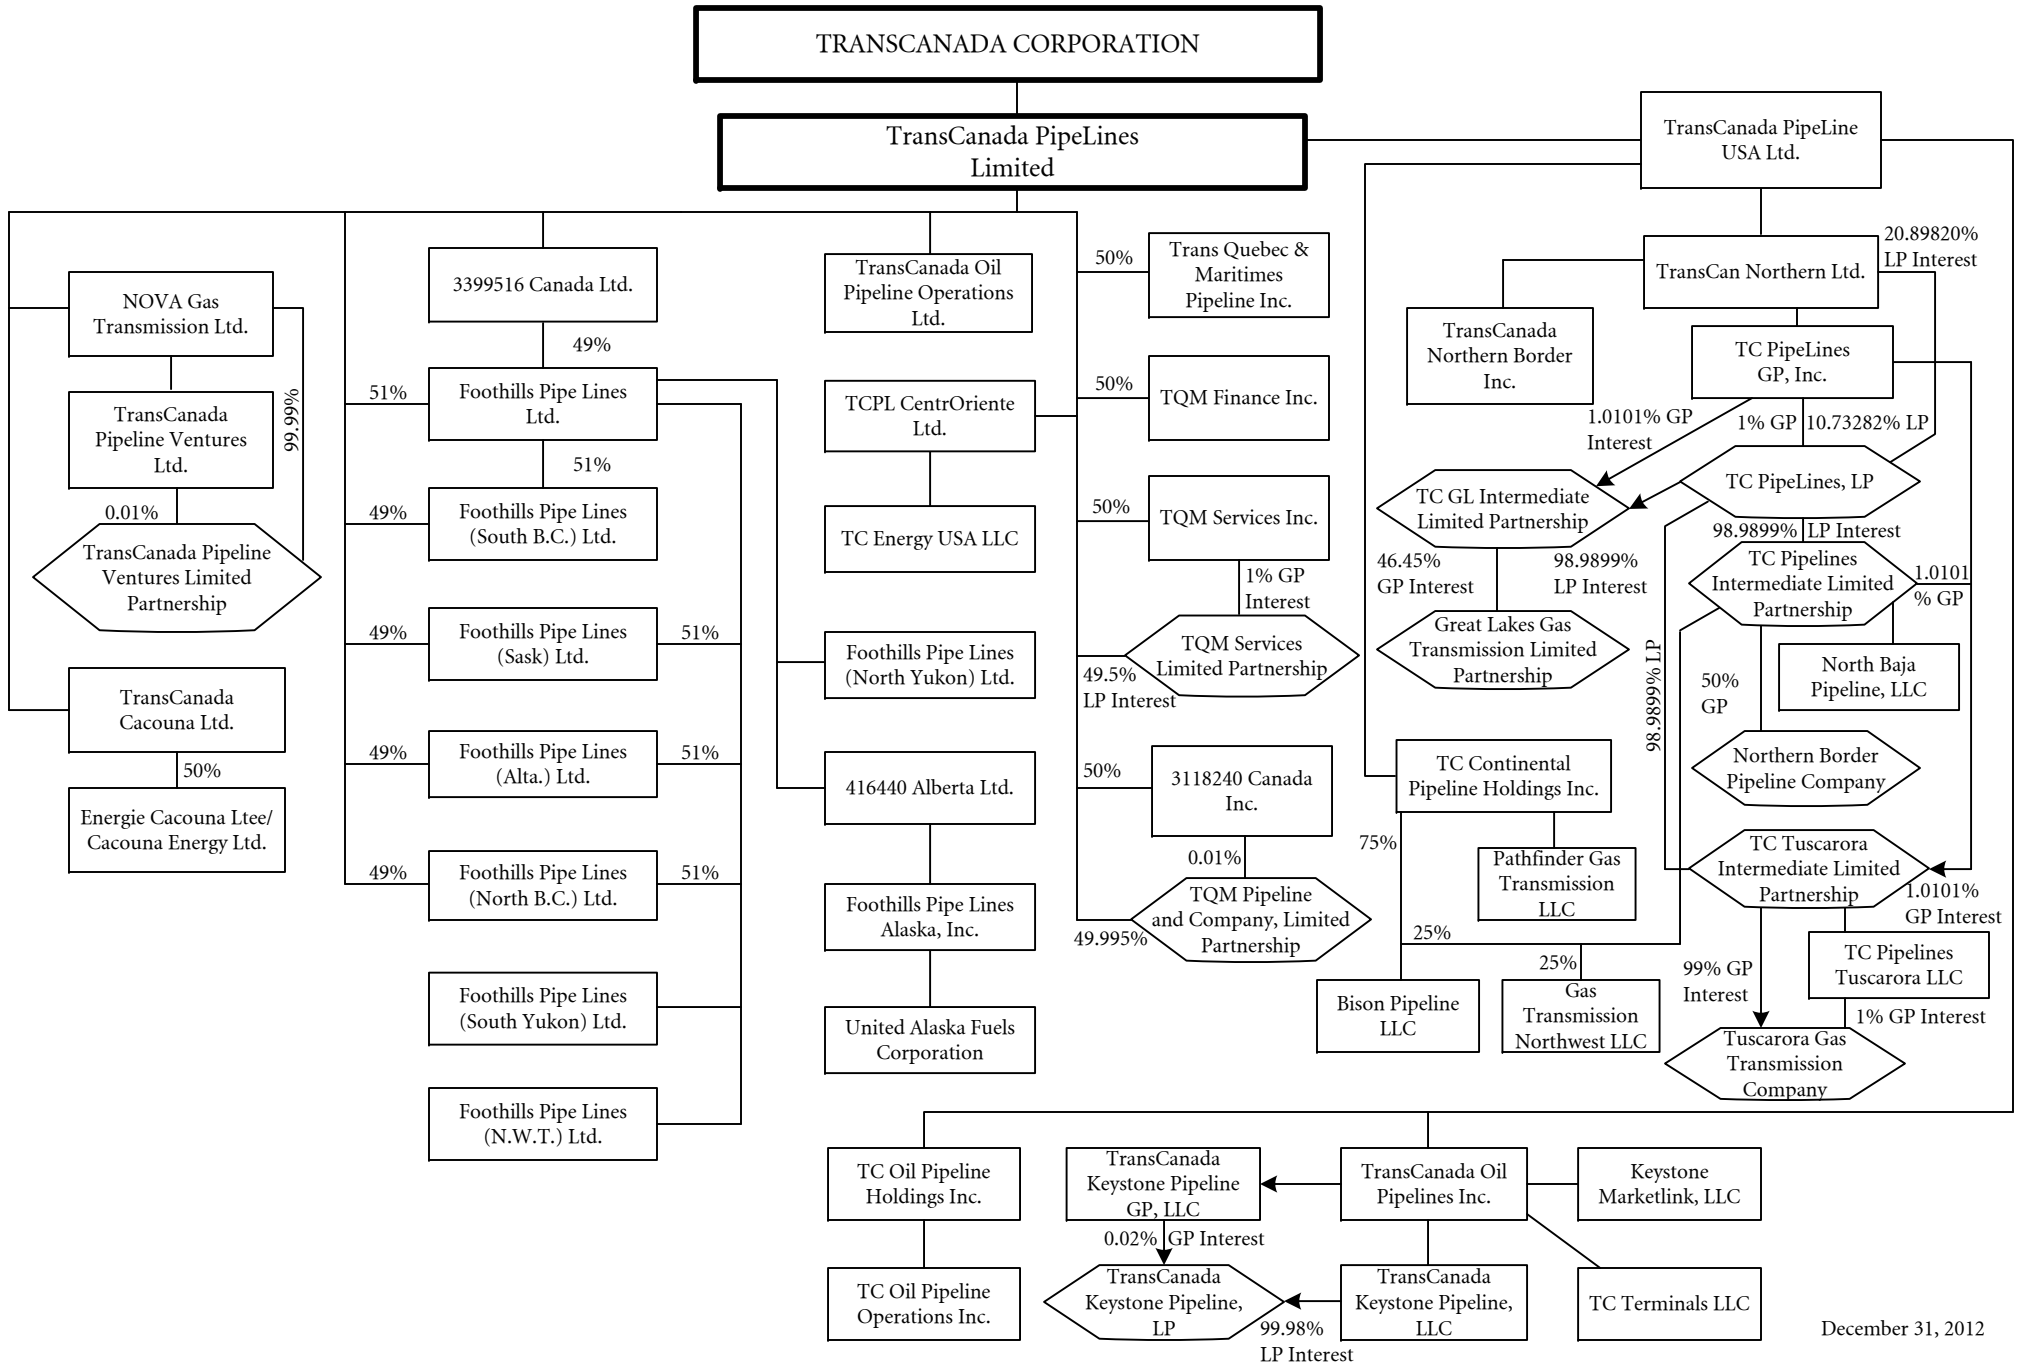 TRANSCANADA CORPORATION
TransCanada PipeLines
Limited
TransCanada PipeLine
USA Ltd.
NOVA Gas
Transmission Ltd.
TransCanada
Pipeline Ventures
Ltd.
99.99%
0.01%
TransCanada Pipeline
Ventures Limited
Partnership
TransCanada
Cacouna Ltd.
50%
Energie Cacouna Ltee/
Cacouna Energy Ltd.
3399516 Canada Ltd.
49%
51%
Foothills Pipe Lines
Ltd.
51%
49%
Foothills Pipe Lines
(South B.C.) Ltd.
49%
Foothills Pipe Lines
(Sask) Ltd.
51%
49%
Foothills Pipe Lines
(Alta.) Ltd.
51%
49%
Foothills Pipe Lines
(North B.C.) Ltd.
51%
Foothills Pipe Lines
(South Yukon) Ltd.
Foothills Pipe Lines
(N.W.T.) Ltd.
TransCanada Oil
Pipeline Operations
Ltd.
TCPL CentrOriente
Ltd.
TC Energy USA LLC
Foothills Pipe Lines
(North Yukon) Ltd.
416440 Alberta Ltd.
Foothills Pipe Lines
Alaska, Inc.
United Alaska Fuels
Corporation
50%
Trans Quebec &
Maritimes
Pipeline Inc.
50%
TQM Finance Inc.
50%
TQM Services Inc.
1% GP
Interest
TQM Services
Limited Partnership
49.5%
LP Interest
50%
3118240 Canada
Inc.
0.01%
TQM Pipeline
and Company, Limited
Partnership
49.995%
TransCan Northern Ltd.
20.89820%
LP Interest
TransCanada
Northern Border
Inc.
TC PipeLines
GP, Inc.
1.0101% GP
Interest
1% GP
10.73282% LP
TC PipeLines, LP
TC GL Intermediate
Limited Partnership
46.45%
GP Interest
98.9899%
LP Interest
Great Lakes Gas
Transmission Limited
Partnership
98.9899%
LP Interest
TC Pipelines
Intermediate Limited
Partnership
1.0101
% GP
North Baja
Pipeline, LLC
98.9899% LP
50%
GP
Northern Border
Pipeline Company
TC Continental
Pipeline Holdings Inc.
75%
Pathfinder Gas
Transmission
LLC
25%
25%
Bison Pipeline
LLC
Gas
Transmission
Northwest LLC
TC Tuscarora
Intermediate Limited
Partnership
1.0101%
GP Interest
TC Pipelines
Tuscarora LLC
99% GP
Interest
1% GP Interest
Tuscarora Gas
Transmission
Company
TC Oil Pipeline
Holdings Inc.
TC Oil Pipeline
Operations Inc.
TransCanada
Keystone Pipeline
GP, LLC
0.02%
GP Interest
TransCanada
Keystone Pipeline,
LP
99.98%
LP Interest
TransCanada Oil
Pipelines Inc.
TransCanada
Keystone Pipeline,
LLC
Keystone
Marketlink, LLC
TC Terminals LLC
December 31, 2012